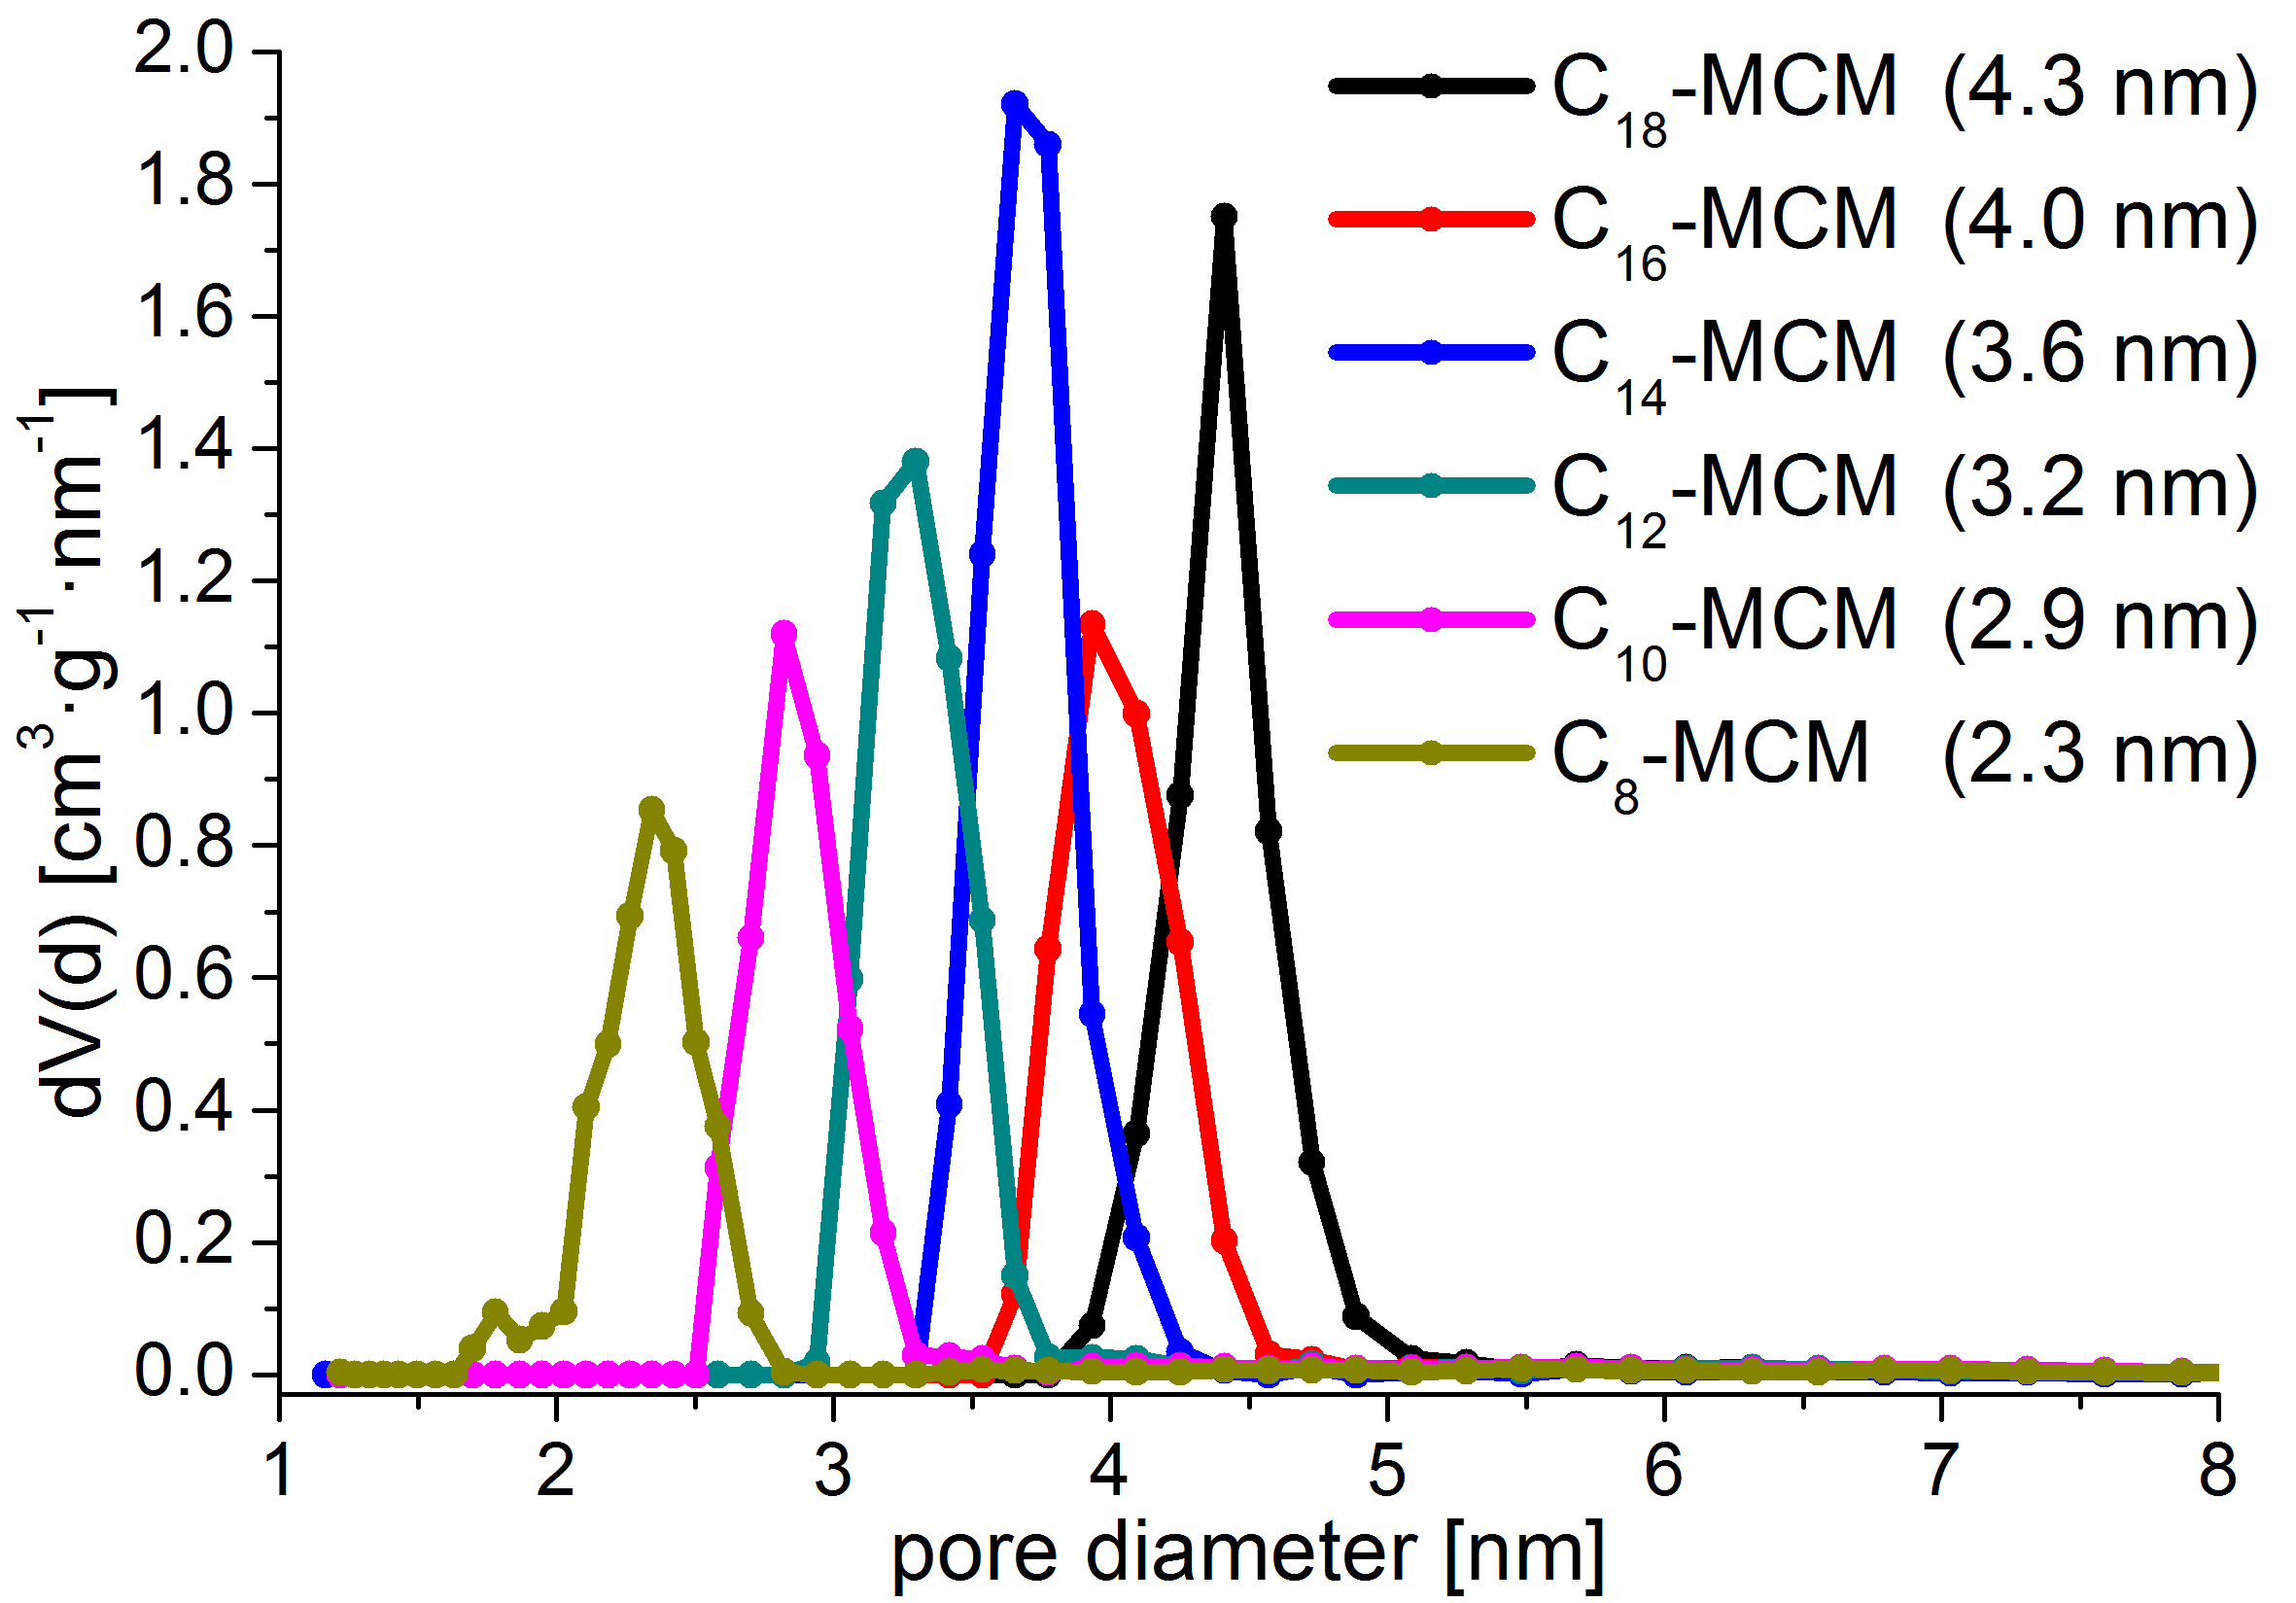 dV(d) [cm³·g⁻¹·nm⁻¹]
2.0
1.8
1.6
1.4
1.2
1.0
0.8
0.6
0.4
0.2
0.0
C₁₈-MCM (4.3 nm)
C₁₆-MCM (4.0 nm)
C₁₄-MCM (3.6 nm)
C₁₂-MCM (3.2 nm)
C₁₀-MCM (2.9 nm)
C₈-MCM (2.3 nm)
1 2 3 4 5 6 7 8
pore diameter [nm]